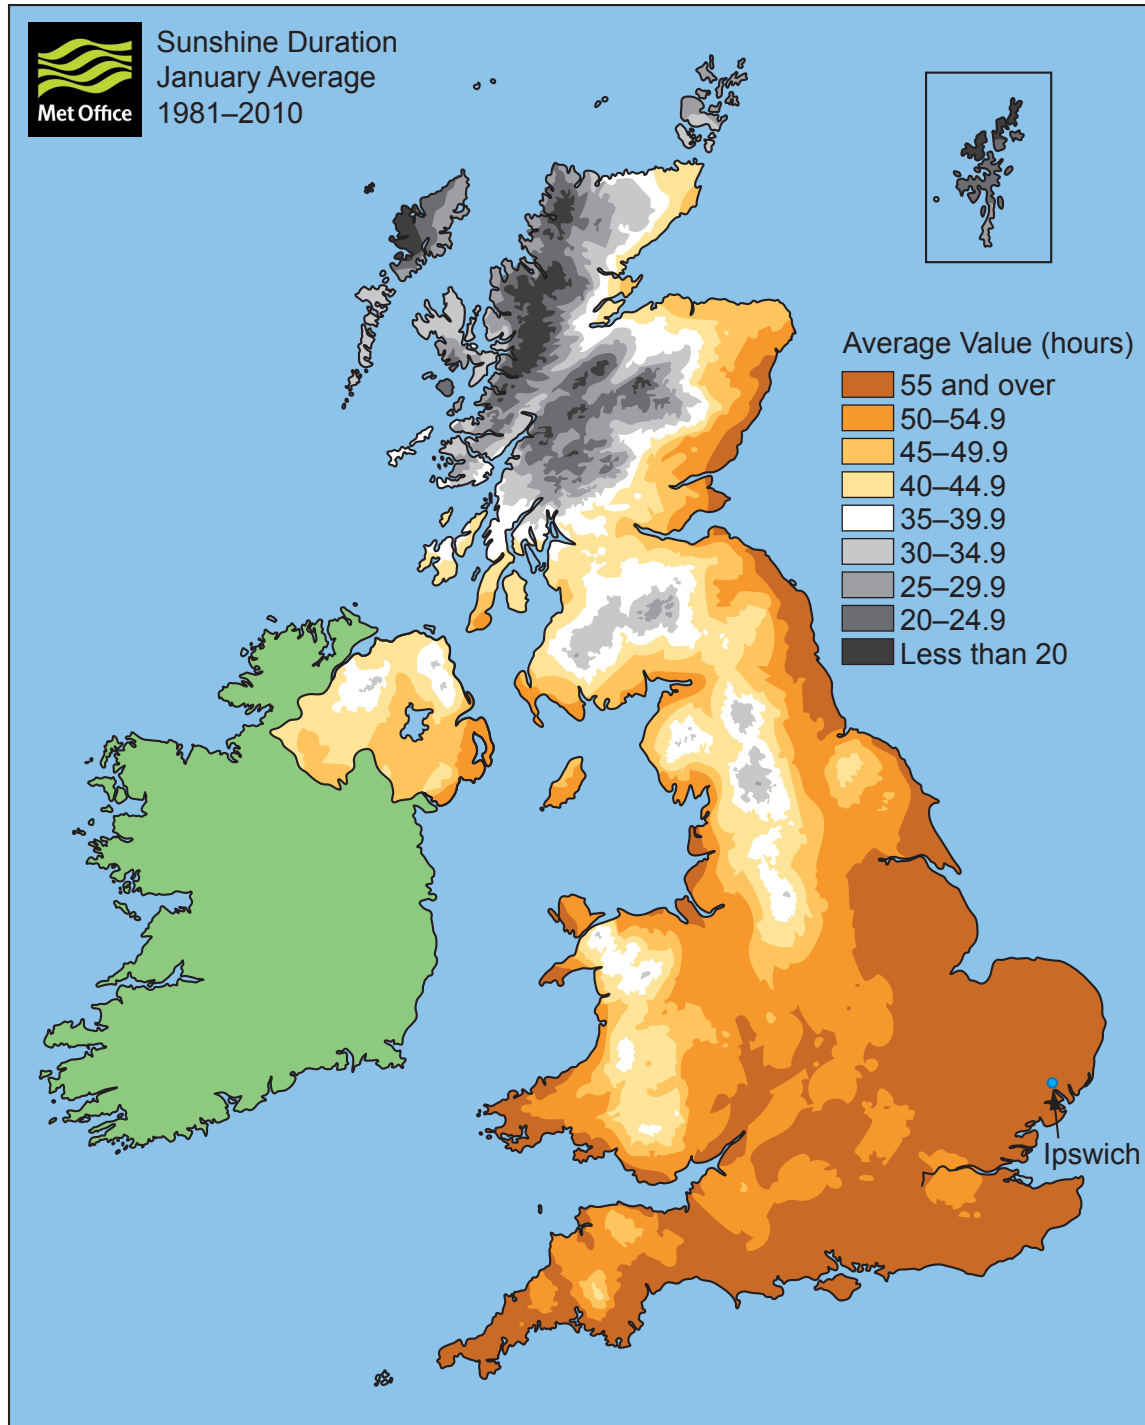 Met Office
Sunshine Duration
January Average
1981–2010
Average Value (hours)
55 and over
50–54.9
45–49.9
40–44.9
35–39.9
30–34.9
25–29.9
20–24.9
Less than 20
Ipswich